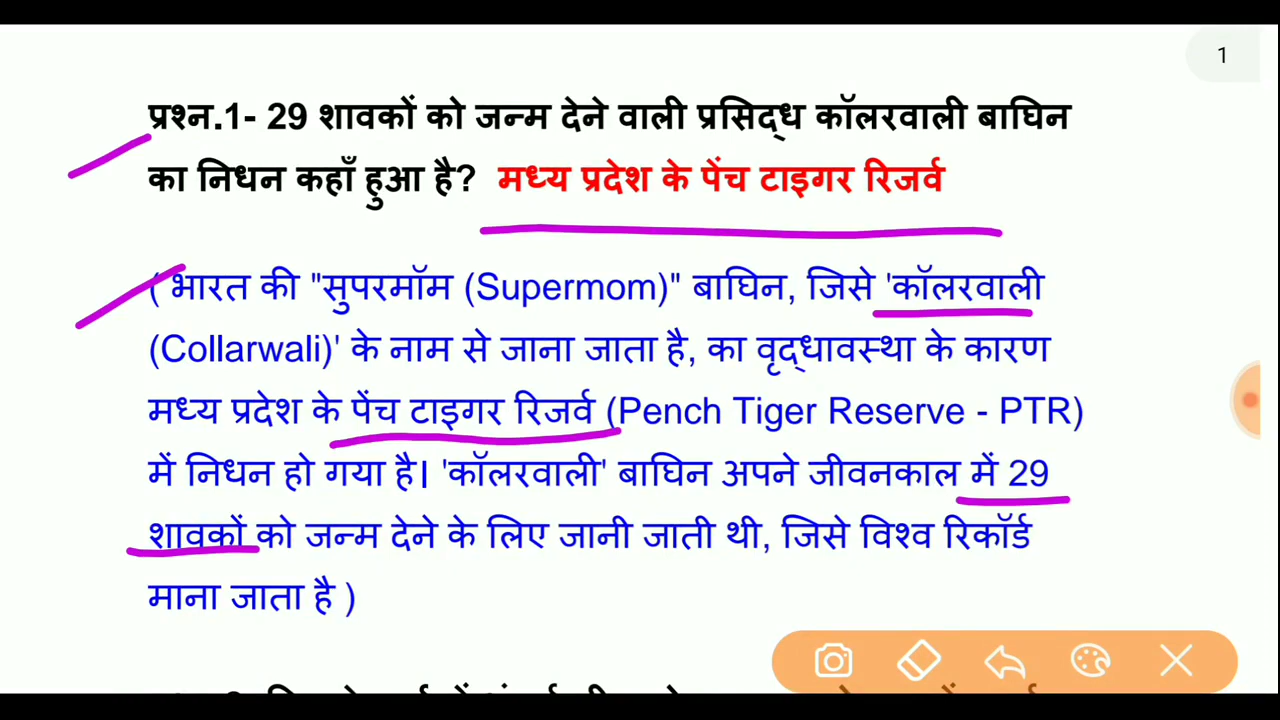 1
प्रश्न.1- 29 शावकों को जन्म देने वाली प्रसिद्ध कॉलरवाली बाघिन
का निधन कहाँ हुआ है? मध्य प्रदेश के पेंच टाइगर रिजर्व
( भारत की "सुपरमॉम (Supermom)" बाघिन, जिसे 'कॉलरवाली
(Collarwali)' के नाम से जाना जाता है, का वृद्धावस्था के कारण
मध्य प्रदेश के पेंच टाइगर रिजर्व (Pench Tiger Reserve - PTR)
में निधन हो गया है। 'कॉलरवाली' बाघिन अपने जीवनकाल में 29
शावकों को जन्म देने के लिए जानी जाती थी, जिसे विश्व रिकॉर्ड
माना जाता है )